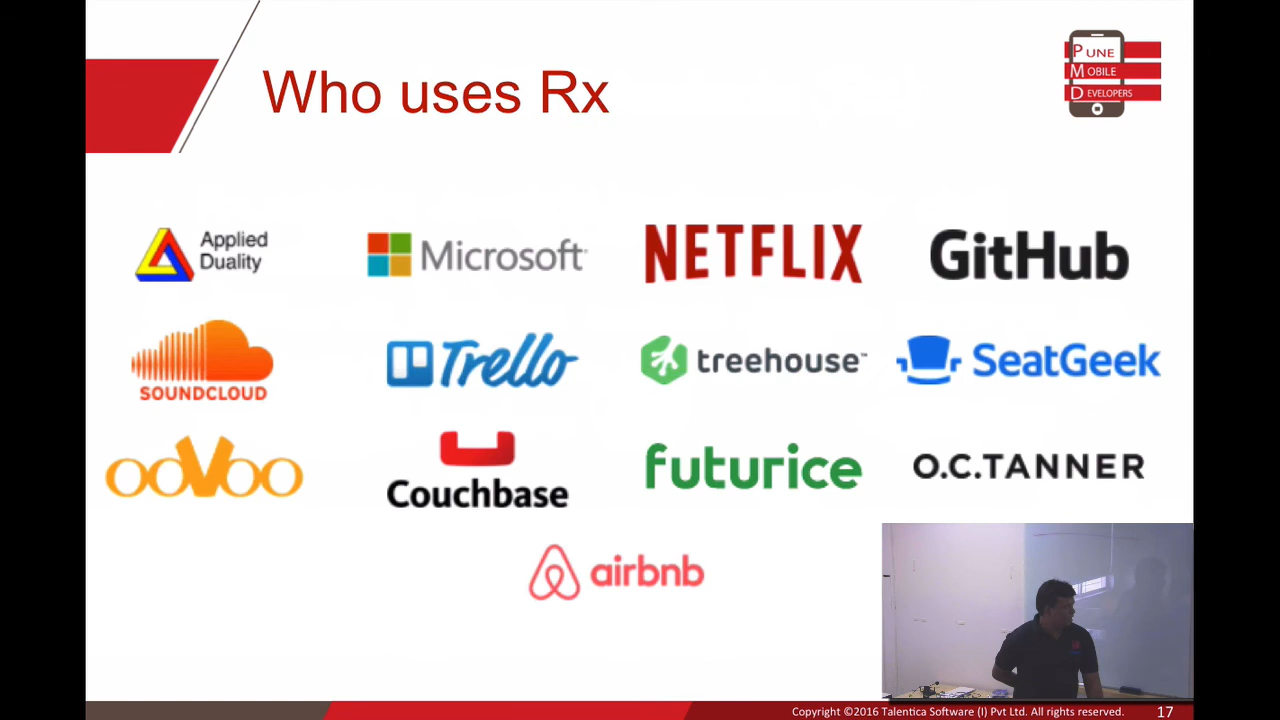 Who uses Rx
PUNE
MOBILE
DEVELOPERS
Applied
Duality
Microsoft
NETFLIX
GitHub
SOUNDCLOUD
Trello
treehouse™
SeatGeek
ooVoo
Couchbase
futurice
O.C.TANNER
airbnb
Copyright ©2016 Talentica Software (I) Pvt Ltd. All rights reserved.
17